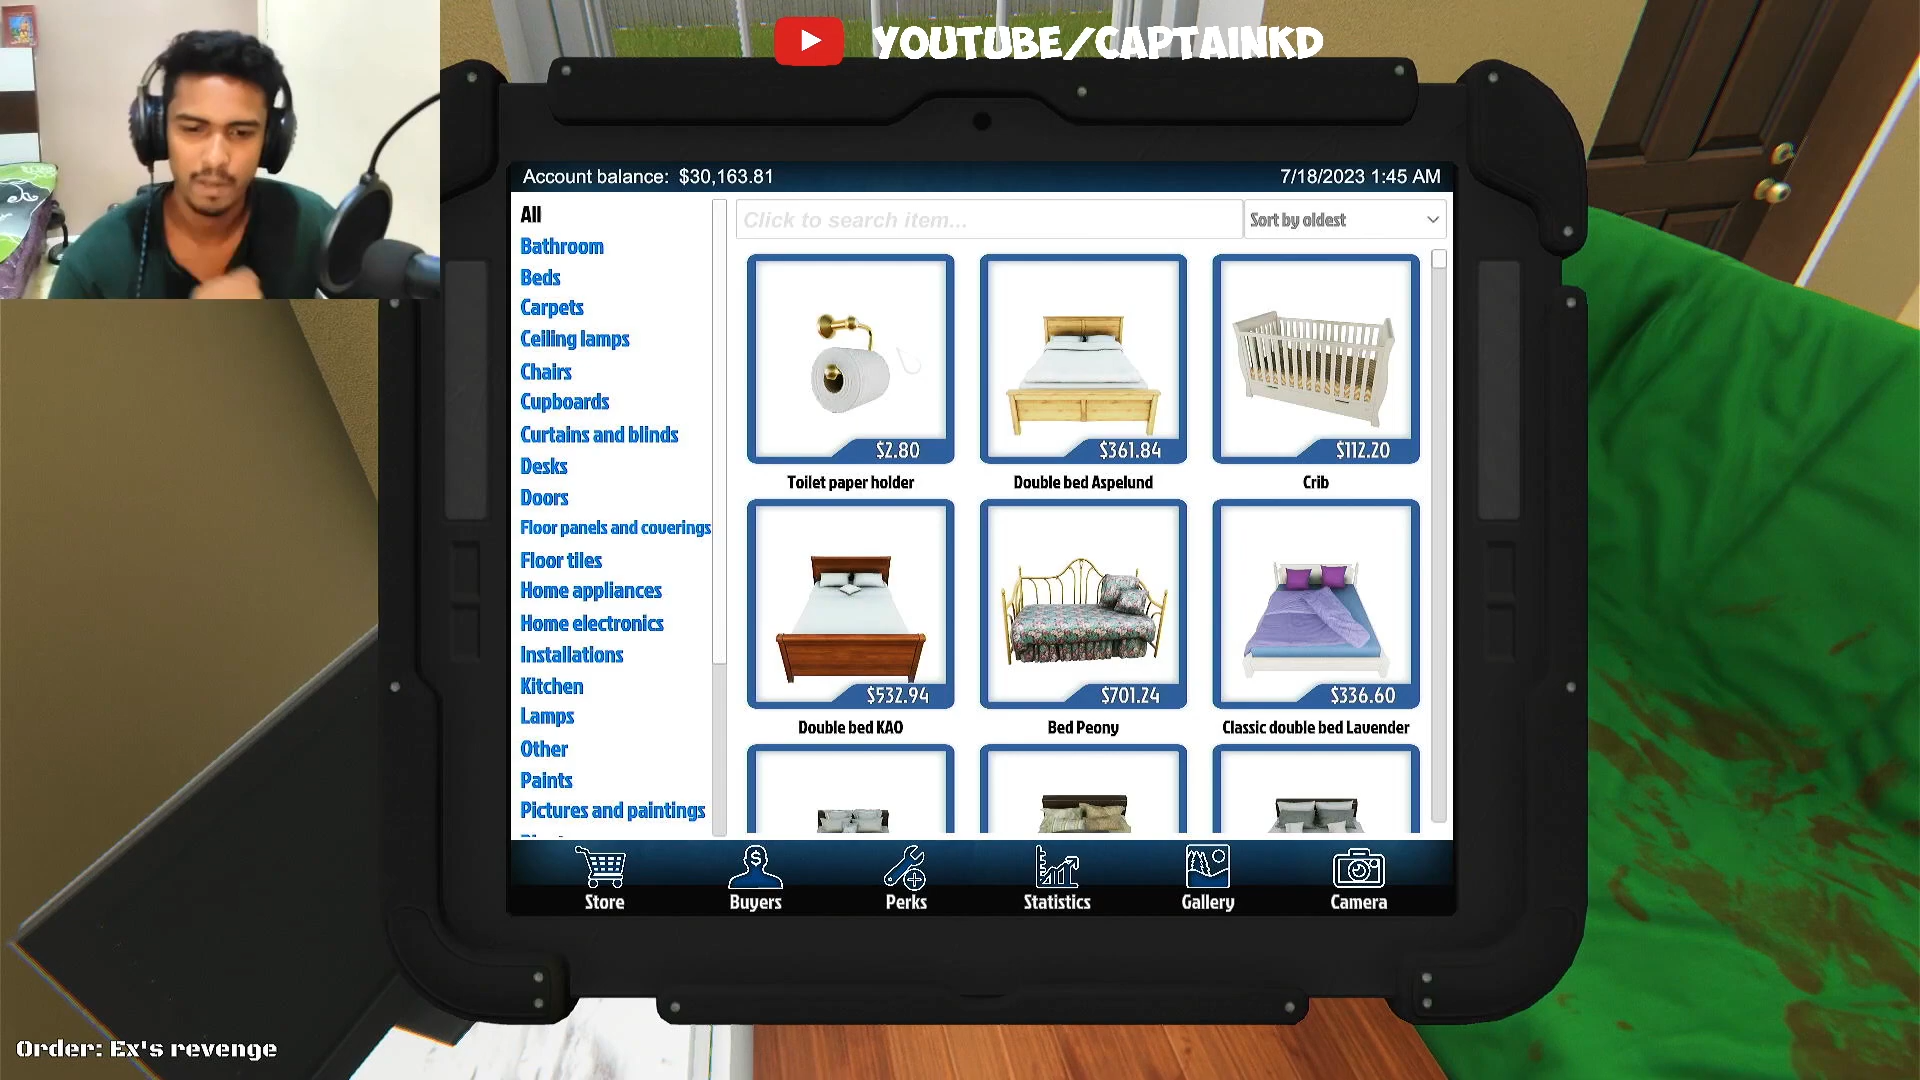 YOUTUBE/CAPTAINKD
Account balance: $30,163.81
7/18/2023 1:45 AM
All
Bathroom
Beds
Carpets
Ceiling lamps
Chairs
Cupboards
Curtains and blinds
Desks
Doors
Floor panels and coverings
Floor tiles
Home appliances
Home electronics
Installations
Kitchen
Lamps
Other
Paints
Pictures and paintings
Click to search item...
Sort by oldest
$2.80
$361.84
$112.20
Toilet paper holder
Double bed Aspelund
Crib
$532.94
$701.24
$336.60
Double bed KAO
Bed Peony
Classic double bed Lavender
Store
Buyers
Perks
Statistics
Gallery
Camera
Order: Ex's revenge